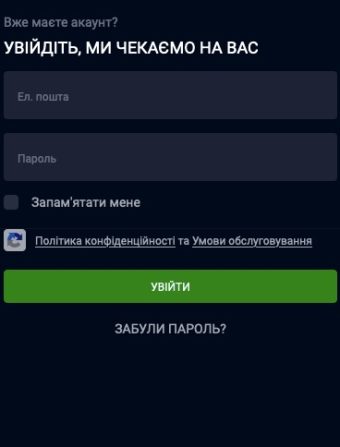 Вже маєте акаунт?
УВІЙДІТЬ, МИ ЧЕКАЄМО НА ВАС
Ел. пошта
Пароль
Запам'ятати мене
Політика конфіденційності та Умови обслуговування
УВІЙТИ
ЗАБУЛИ ПАРОЛЬ?